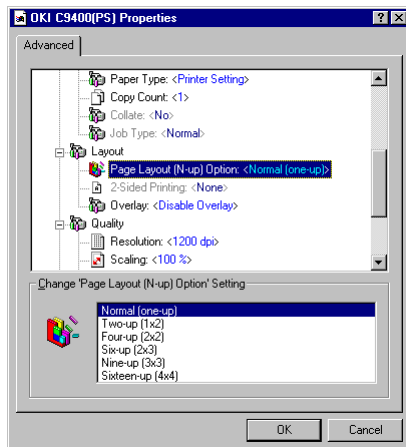 OKI C9400(PS) Properties
Advanced
Paper Type: <Printer Setting>
Copy Count: <1>
Collate: <No>
Job Type: <Normal>
Layout
Page Layout (N-up) Option: <Normal (one-up)>
2-Sided Printing: <None>
Overlay: <Disable Overlay>
Quality
Resolution: <1200 dpi>
Scaling: <100 %>
Change 'Page Layout (N-up) Option' Setting
Normal (one-up)
Two-up (1x2)
Four-up (2x2)
Six-up (2x3)
Nine-up (3x3)
Sixteen-up (4x4)
OK Cancel